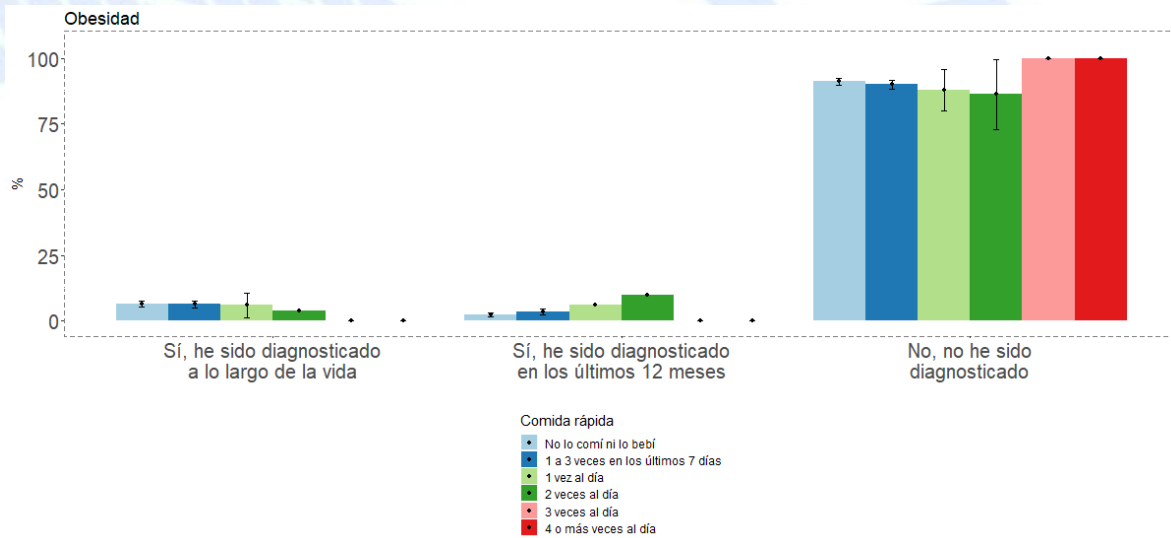 Obesidad
100
75
50
25
0
%
Sí, he sido diagnosticado
a lo largo de la vida
Sí, he sido diagnosticado
en los últimos 12 meses
No, no he sido
diagnosticado
Comida rápida
No lo comí ni lo bebí
1 a 3 veces en los últimos 7 días
1 vez al día
2 veces al día
3 veces al día
4 o más veces al día